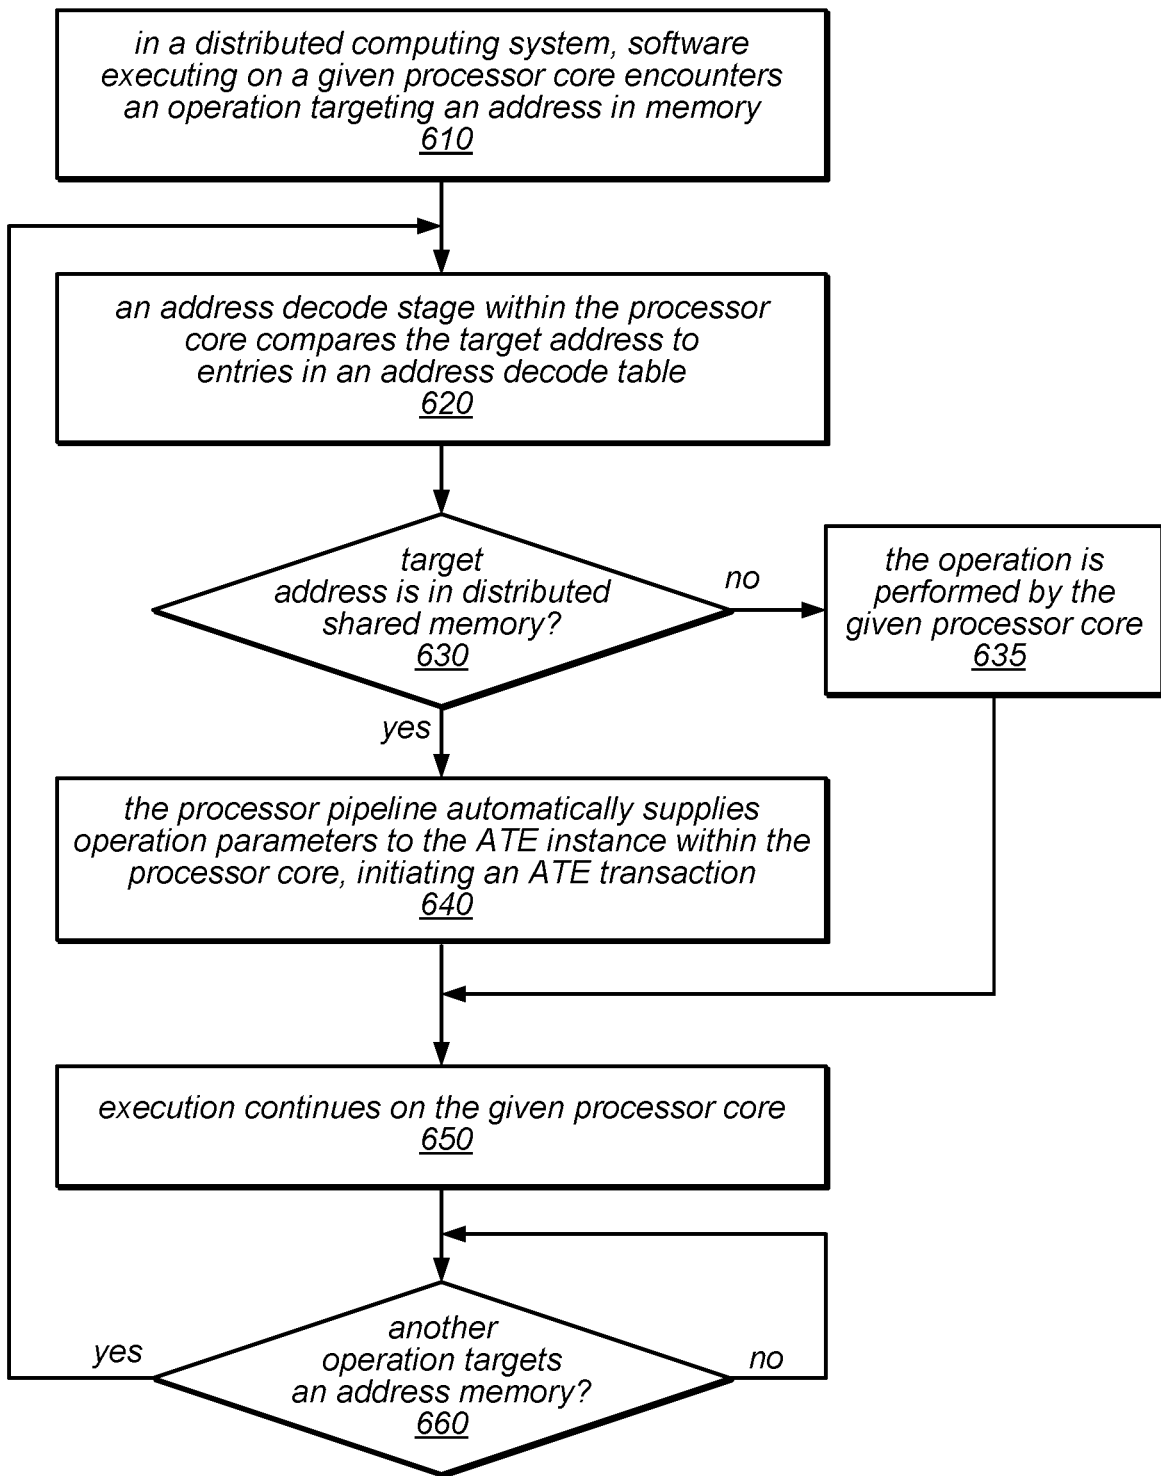 in a distributed computing system, software
executing on a given processor core encounters
an operation targeting an address in memory
610
an address decode stage within the processor
core compares the target address to
entries in an address decode table
620
target
address is in distributed
shared memory?
630
no
the operation is
performed by the
given processor core
635
yes
the processor pipeline automatically supplies
operation parameters to the ATE instance within the
processor core, initiating an ATE transaction
640
execution continues on the given processor core
650
yes
another
operation targets
an address memory?
660
no